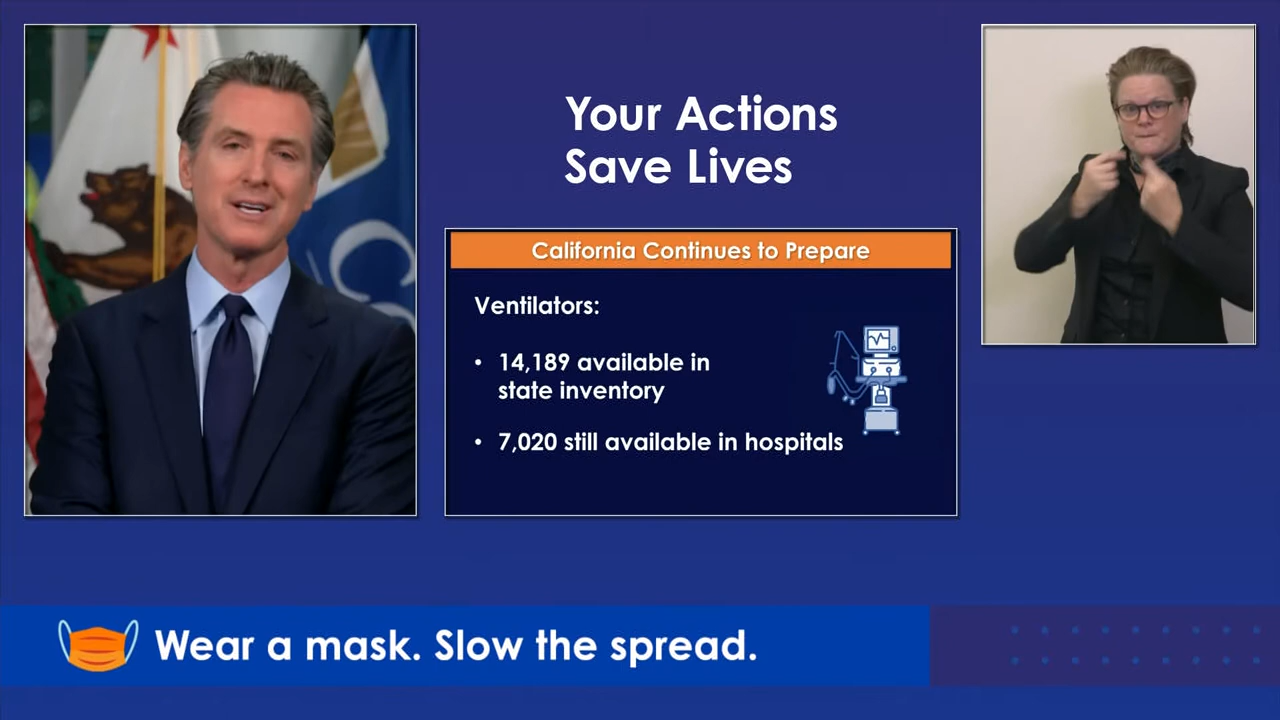 Your Actions
Save Lives
California Continues to Prepare
Ventilators:
• 14,189 available in
state inventory
• 7,020 still available in hospitals
Wear a mask. Slow the spread.